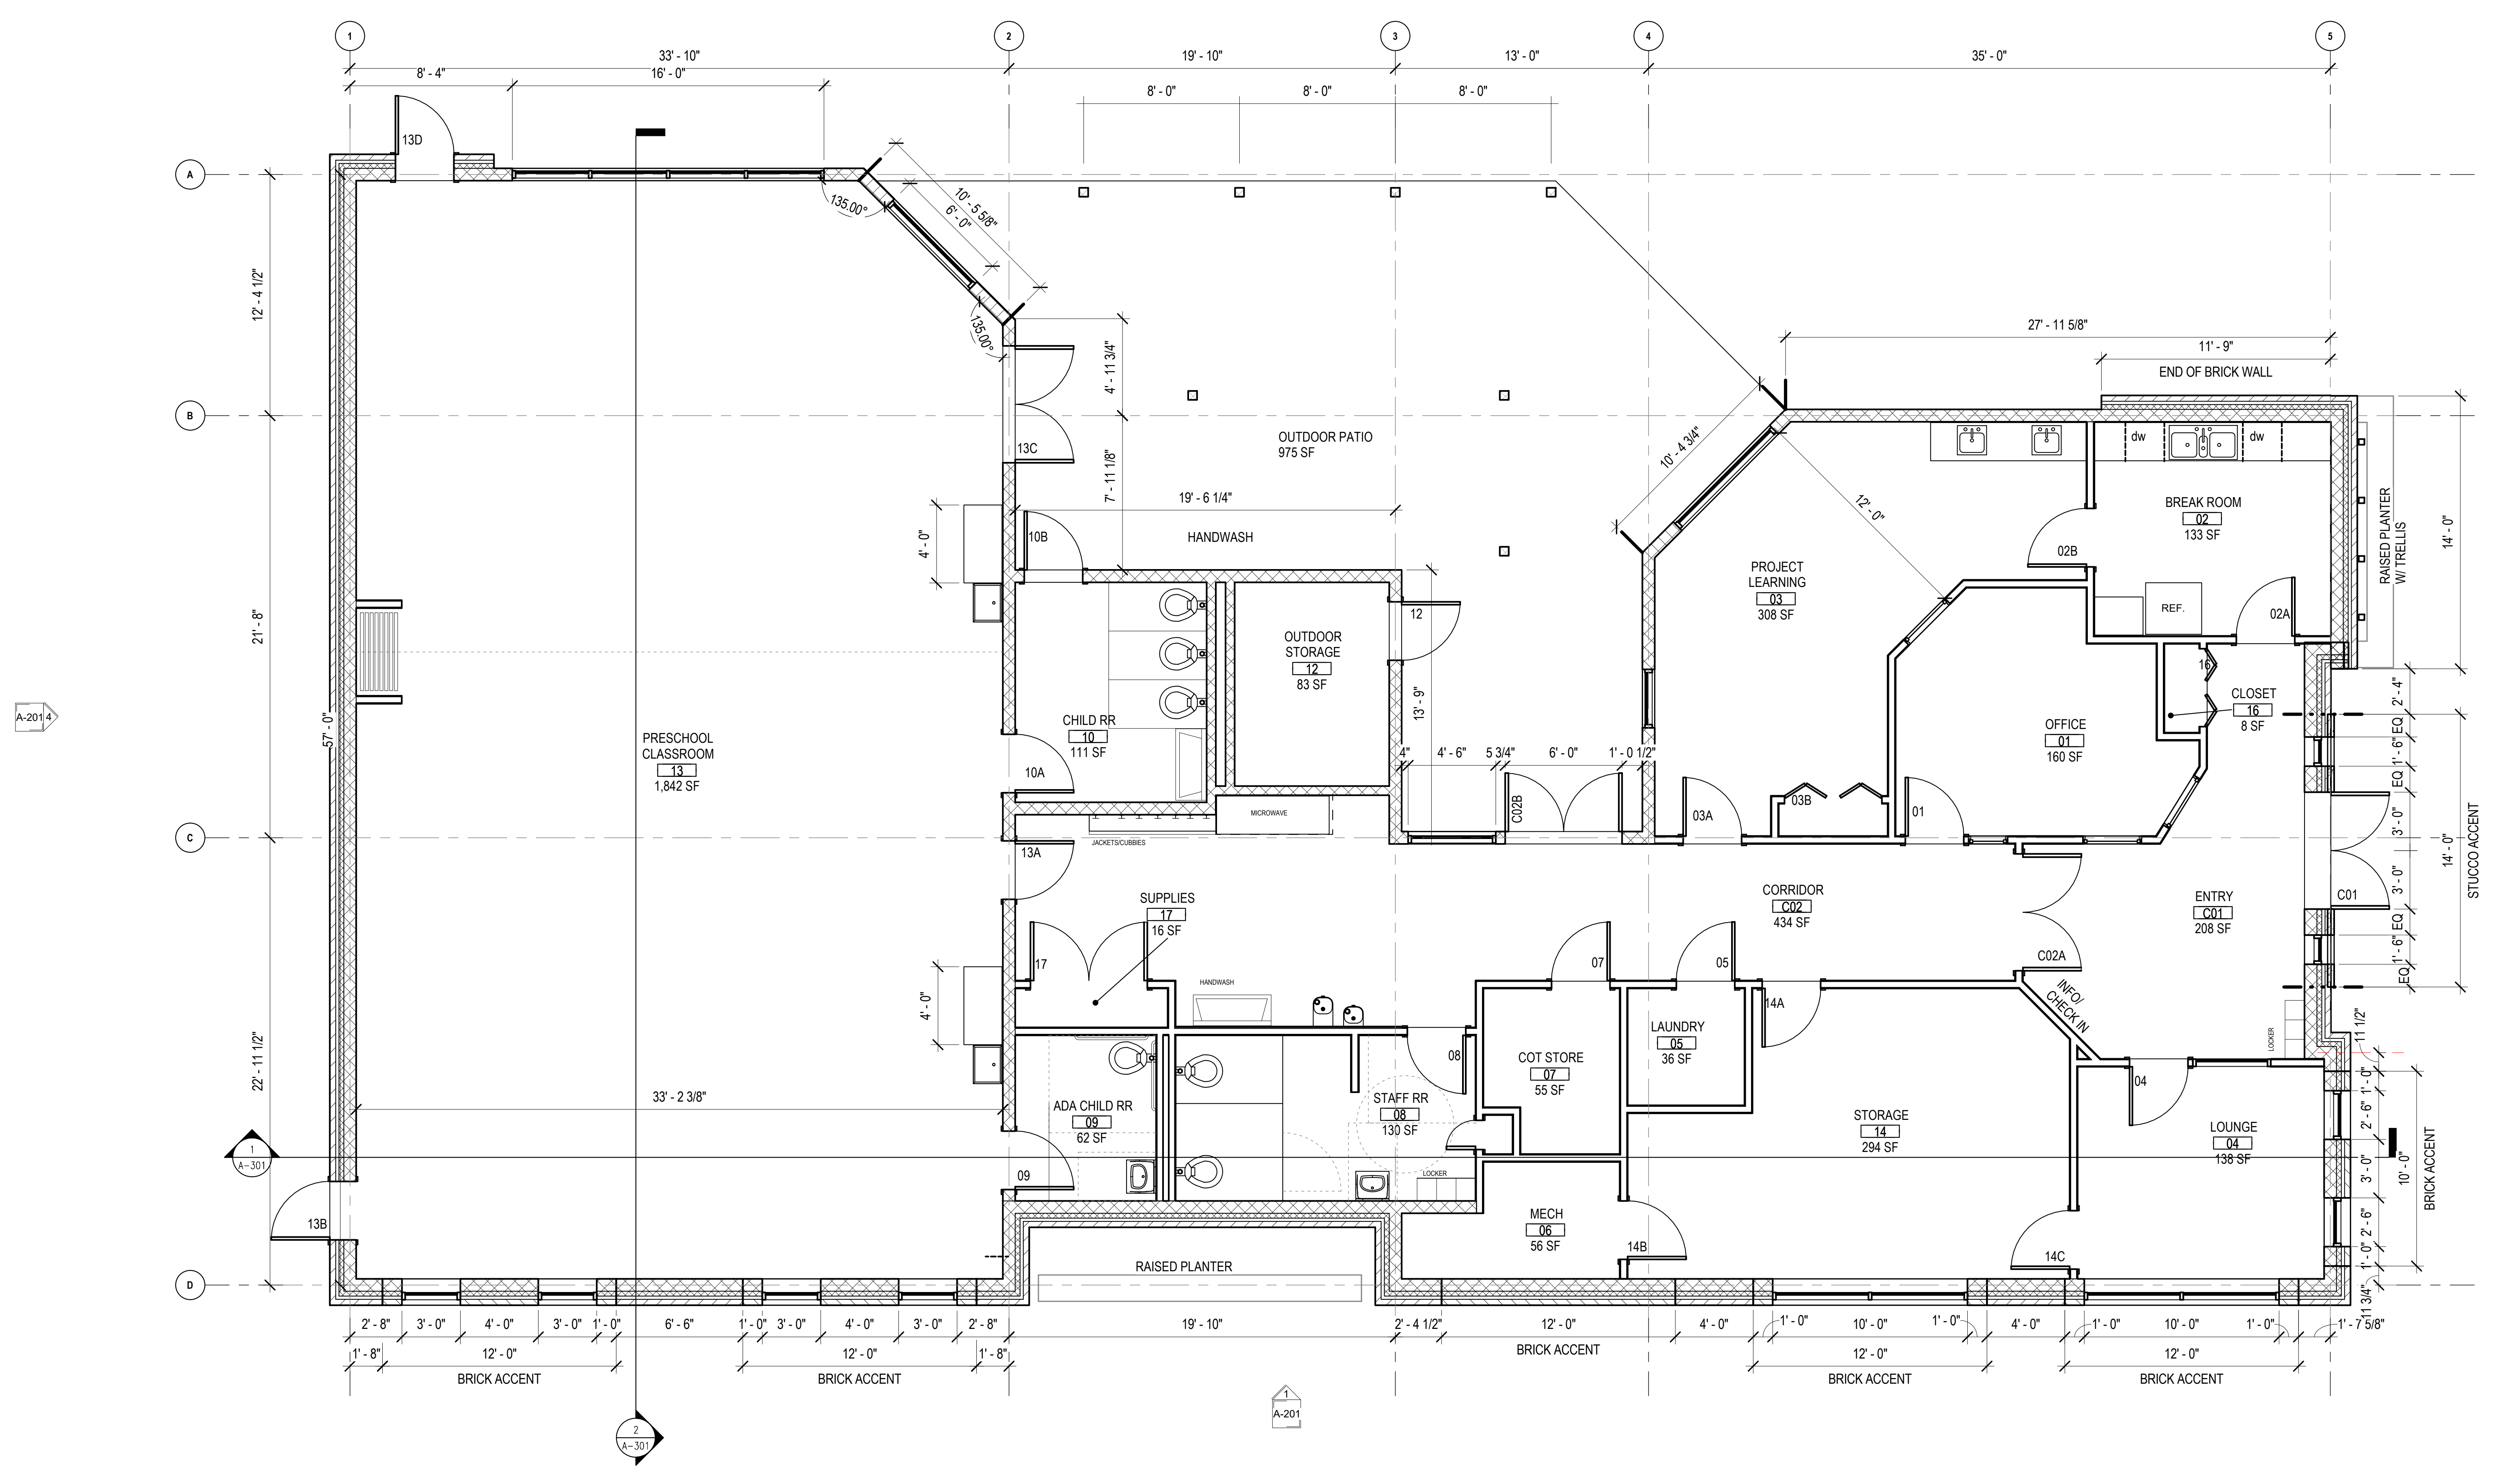 1
2
3
4
5
33' - 10"
19' - 10"
13' - 0"
35' - 0"
8' - 4"
16' - 0"
8' - 0"
8' - 0"
8' - 0"
13D
A
10' - 5 5/8"
6' - 0"
135.00°
135.00°
12' - 4 1/2"
4' - 11 3/4"
27' - 11 5/8"
11' - 9"
END OF BRICK WALL
B
13C
OUTDOOR PATIO
975 SF
7' - 11 1/8"
10' - 4 3/4"
dw
dw
19' - 6 1/4"
12' - 0"
BREAK ROOM
02
133 SF
RAISED PLANTER
W/ TRELLIS
14' - 0"
4' - 0"
10B
HANDWASH
02B
PROJECT
LEARNING
03
308 SF
REF.
02A
21' - 8"
12
OUTDOOR
STORAGE
12
83 SF
16
CLOSET
16
8 SF
2' - 4"
EQ
1' - 6"
EQ
3' - 0"
3' - 0"
EQ
1' - 6"
EQ
14' - 0"
STUCCO ACCENT
A-201
4
57' - 0"
PRESCHOOL
CLASSROOM
13
1,842 SF
CHILD RR
10
111 SF
13' - 9"
OFFICE
01
160 SF
4"
4' - 6"
5 3/4"
6' - 0"
1' - 0 1/2"
10A
C02B
03A
03B
01
MICROWAVE
C
JACKETS/CUBBIES
13A
SUPPLIES
17
16 SF
CORRIDOR
C02
434 SF
ENTRY
C01
208 SF
C01
17
07
05
C02A
HANDWASH
14A
INFO/
CHECK IN
4' - 0"
LAUNDRY
05
36 SF
LOCKER
11 1/2"
08
COT STORE
07
55 SF
04
1' - 0"
2' - 6"
3' - 0"
2' - 6"
1' - 0"
11 3/4"
10' - 0"
BRICK ACCENT
22' - 11 1/2"
33' - 2 3/8"
ADA CHILD RR
09
62 SF
STAFF RR
08
130 SF
STORAGE
14
294 SF
LOUNGE
04
138 SF
1
A-301
09
LOCKER
13B
MECH
06
56 SF
14B
14C
RAISED PLANTER
D
2' - 8"
3' - 0"
4' - 0"
3' - 0"
1' - 0"
6' - 6"
1' - 0"
3' - 0"
4' - 0"
3' - 0"
2' - 8"
19' - 10"
2' - 4 1/2"
12' - 0"
4' - 0"
1' - 0"
10' - 0"
1' - 0"
4' - 0"
1' - 0"
10' - 0"
1' - 0"
1' - 7 5/8"
1' - 8"
12' - 0"
12' - 0"
1' - 8"
BRICK ACCENT
12' - 0"
12' - 0"
BRICK ACCENT
BRICK ACCENT
BRICK ACCENT
BRICK ACCENT
1
A-201
2
A-301